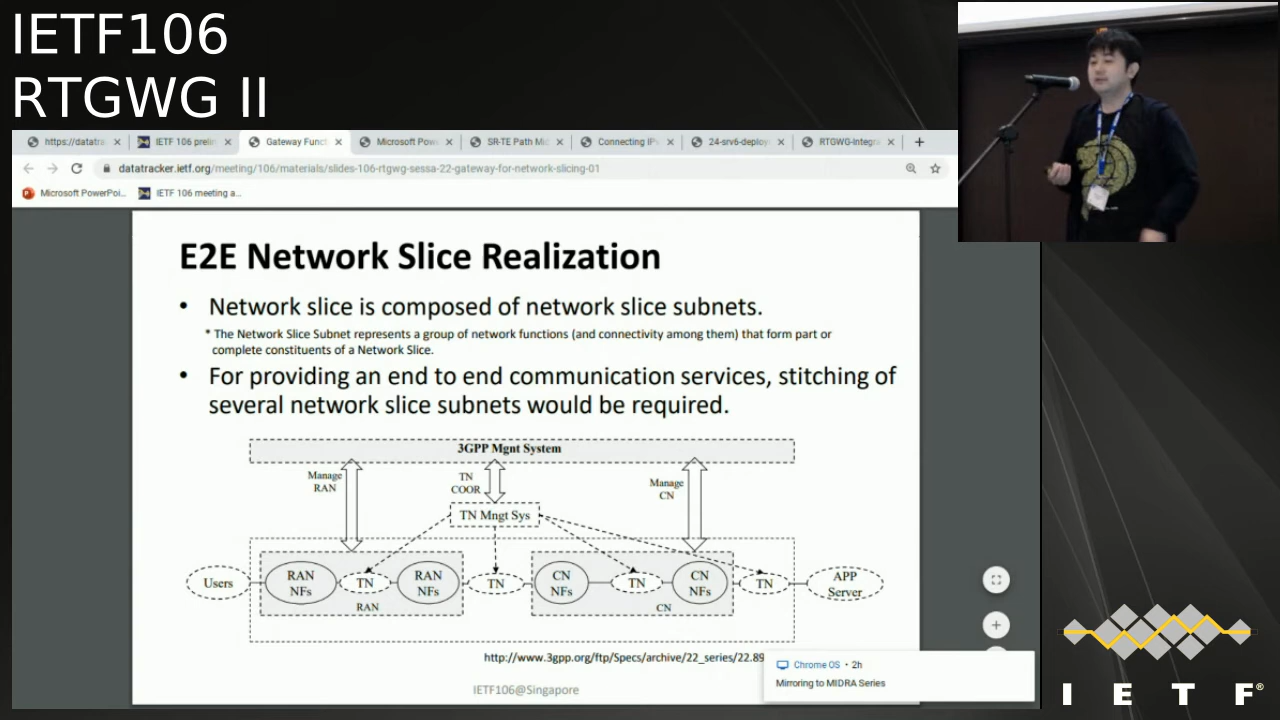 IETF106
RTGWG II
https://datatra
IETF 106 prelin
Gateway Funct
Microsoft Pow
SR-TE Path Mi
Connecting IPv
24-srv6-deploy
RTGWG-Integra
datatracker.ietf.org/meeting/106/materials/slides-106-rtgwg-sessa-22-gateway-for-network-slicing-01
Microsoft PowerPoi...
IETF 106 meeting a...
E2E Network Slice Realization
• Network slice is composed of network slice subnets.
* The Network Slice Subnet represents a group of network functions (and connectivity among them) that form part or
complete constituents of a Network Slice.
• For providing an end to end communication services, stitching of
several network slice subnets would be required.
3GPP Mgnt System
Manage
RAN
TN
COOR
Manage
CN
TN Mngt Sys
Users
RAN
NFs
TN
RAN
NFs
TN
CN
NFs
TN
CN
NFs
TN
APP
Server
RAN
CN
http://www.3gpp.org/ftp/Specs/archive/22_series/22.89
IETF106@Singapore
Chrome OS • 2h
Mirroring to MIDRA Series
I E T F®